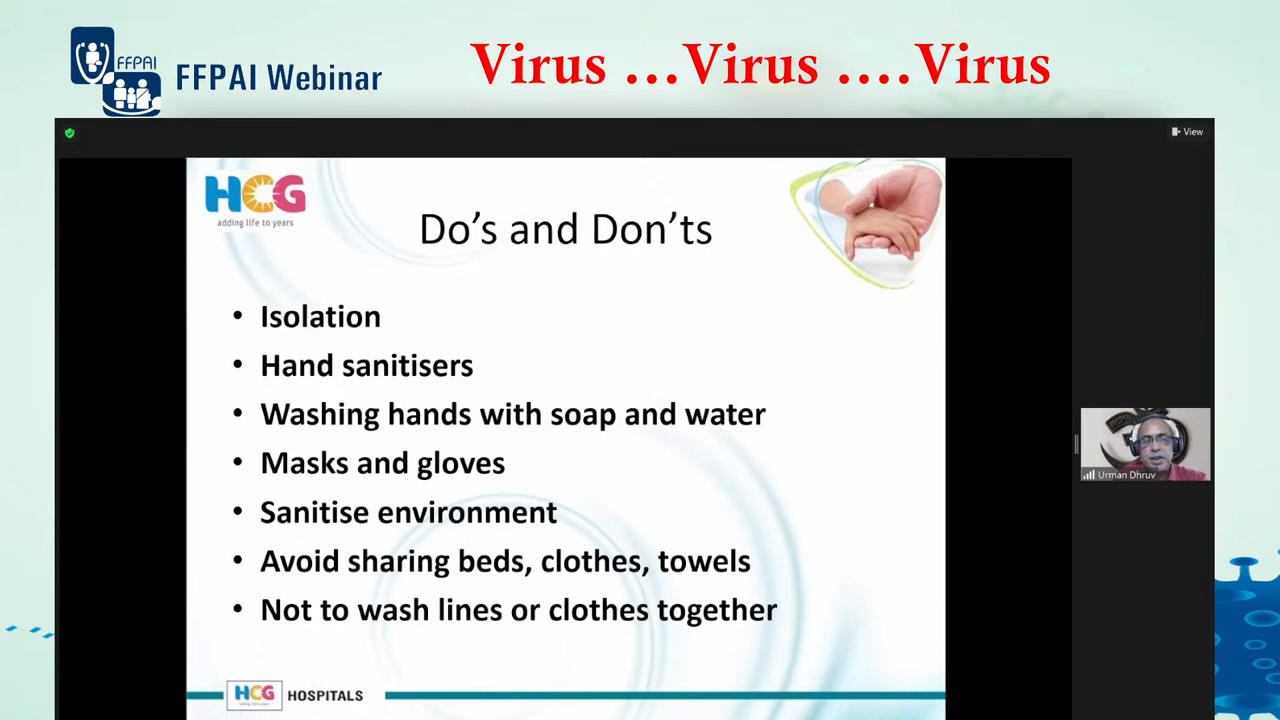 FFPAI
FFPAI Webinar
Virus ...Virus ....Virus
View
HCG
adding life to years
Do's and Don'ts
• Isolation
• Hand sanitisers
• Washing hands with soap and water
• Masks and gloves
• Sanitise environment
• Avoid sharing beds, clothes, towels
• Not to wash lines or clothes together
Urman Dhruv
HCG
HOSPITALS